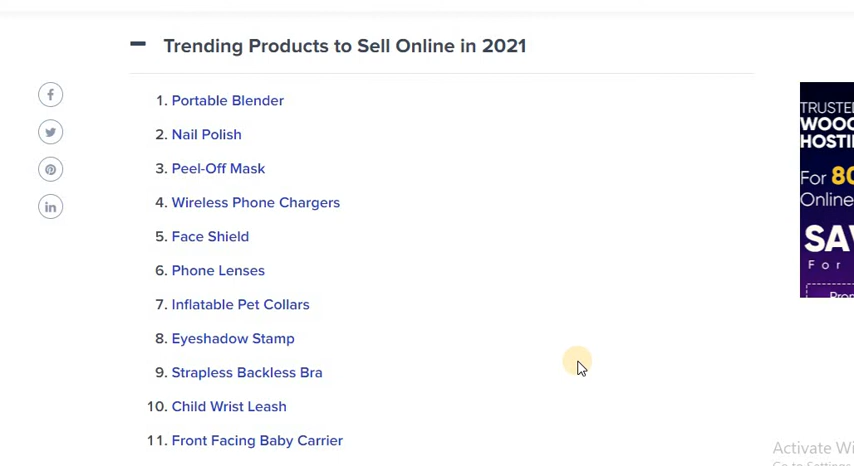 Trending Products to Sell Online in 2021
1. Portable Blender
2. Nail Polish
3. Peel-Off Mask
4. Wireless Phone Chargers
5. Face Shield
6. Phone Lenses
7. Inflatable Pet Collars
8. Eyeshadow Stamp
9. Strapless Backless Bra
10. Child Wrist Leash
11. Front Facing Baby Carrier
TRUSTE
WOOC
HOSTI
For 80
Online
SAV
For
Activate Wi